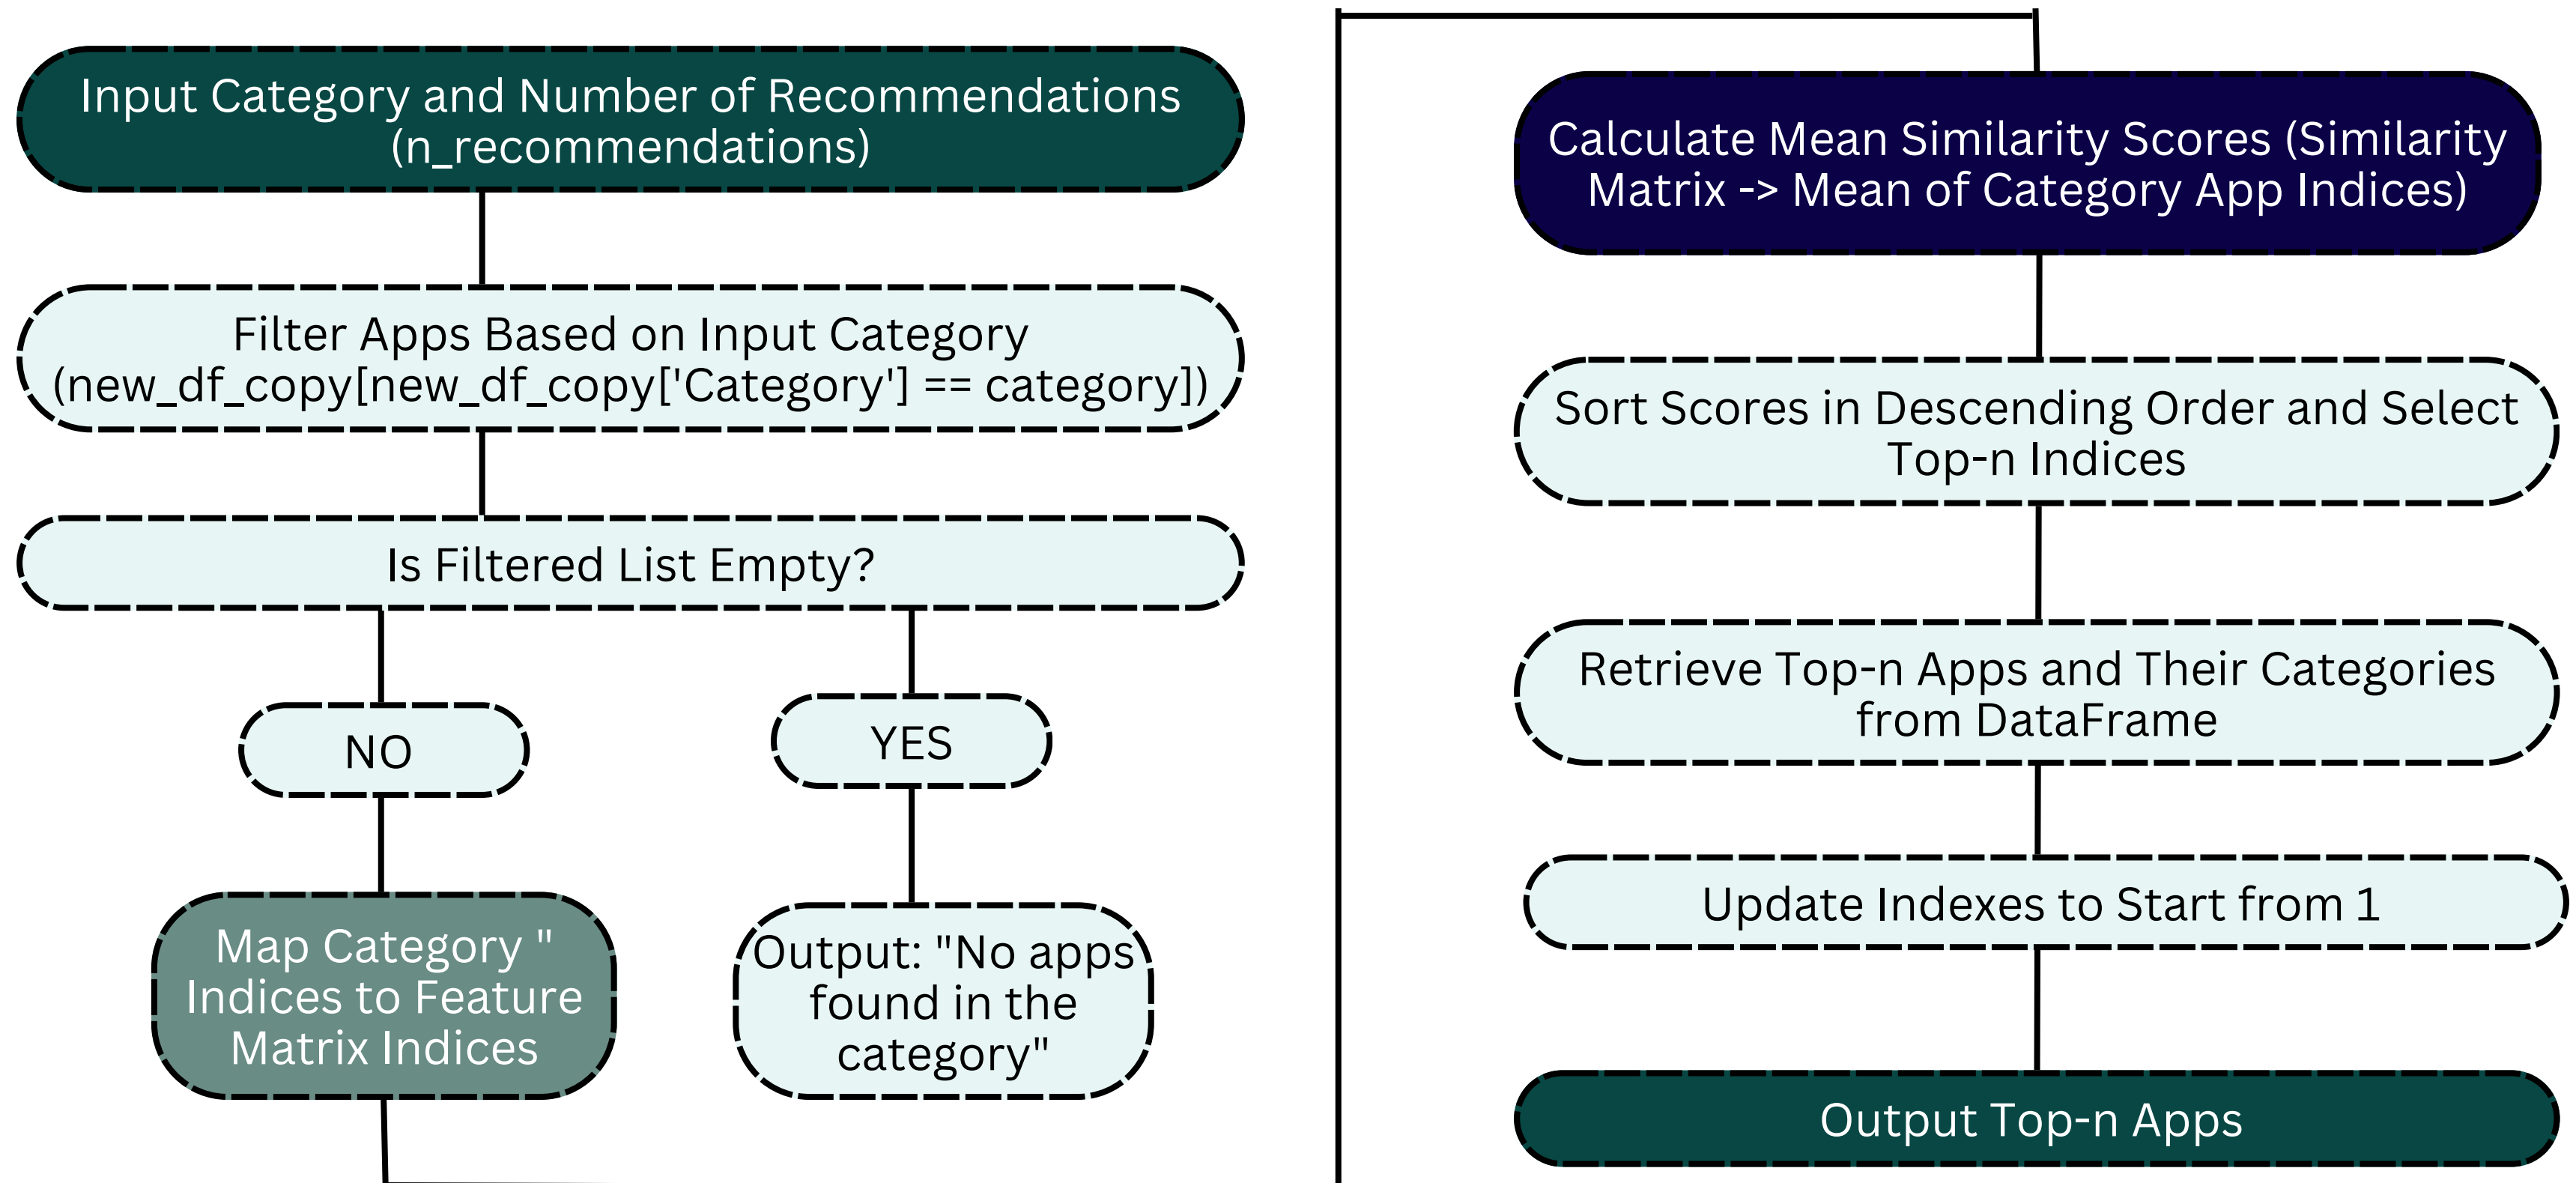 Input Category and Number of Recommendations
(n_recommendations)
Filter Apps Based on Input Category
(new_df_copy[new_df_copy['Category'] == category])
Is Filtered List Empty?
NO
YES
Map Category "
Indices to Feature
Matrix Indices
Output: "No apps
found in the
category"
Calculate Mean Similarity Scores (Similarity
Matrix -> Mean of Category App Indices)
Sort Scores in Descending Order and Select
Top-n Indices
Retrieve Top-n Apps and Their Categories
from DataFrame
Update Indexes to Start from 1
Output Top-n Apps